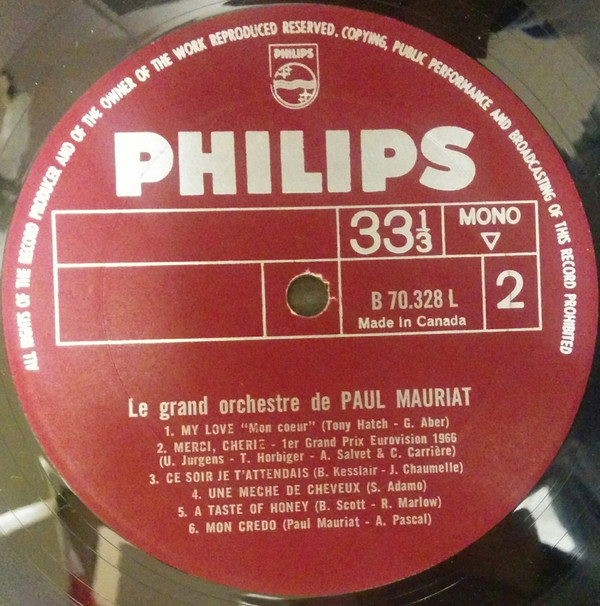 ALL RIGHTS OF THE RECORD PRODUCER AND OF THE OWNER OF THE WORK REPRODUCED RESERVED. COPYING, PUBLIC PERFORMANCE AND BROADCASTING OF THIS RECORD PROHIBITED
PHILIPS
PHILIPS
33 1/3
MONO
B 70.328 L
Made In Canada
2
Le grand orchestre de PAUL MAURIAT
1. MY LOVE "Mon coeur" (Tony Hatch - G. Aber)
2. MERCI, CHERIE - 1er Grand Prix Eurovision 1966
(U. Jurgens - T. Horbiger - A. Salvet & C. Carrière)
3. CE SOIR JE T'ATTENDAIS (B. Kesslair - J. Chaumelle)
4. UNE MECHE DE CHEVEUX (S. Adamo)
5. A TASTE OF HONEY (B. Scott - R. Marlow)
6. MON CREDO (Paul Mauriat - A. Pascal)